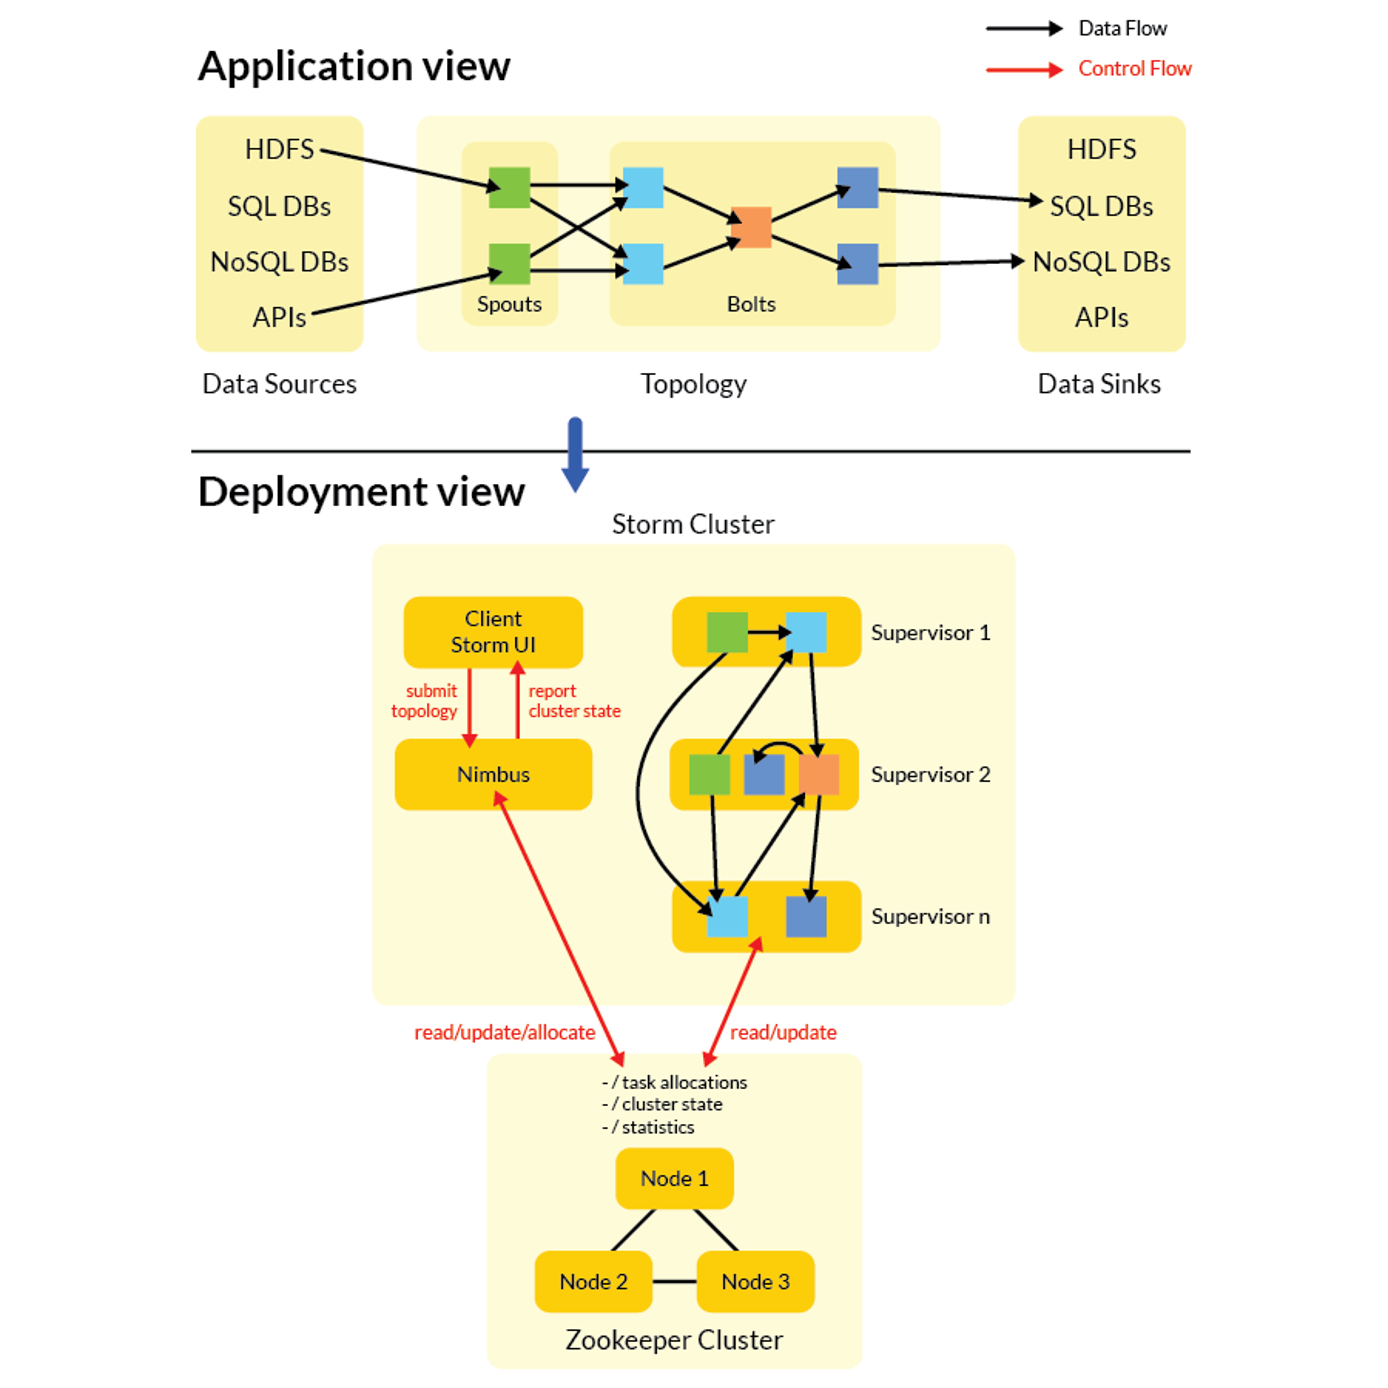 Data Flow
Control Flow
Application view
HDFS
SQL DBs
NoSQL DBs
APIs
Spouts
Bolts
HDFS
SQL DBs
NoSQL DBs
APIs
Data Sources
Topology
Data Sinks
Deployment view
Storm Cluster
Client
Storm UI
submit
topology
report
cluster state
Nimbus
Supervisor 1
Supervisor 2
Supervisor n
read/update/allocate
read/update
- / task allocations
- / cluster state
- / statistics
Node 1
Node 2
Node 3
Zookeeper Cluster